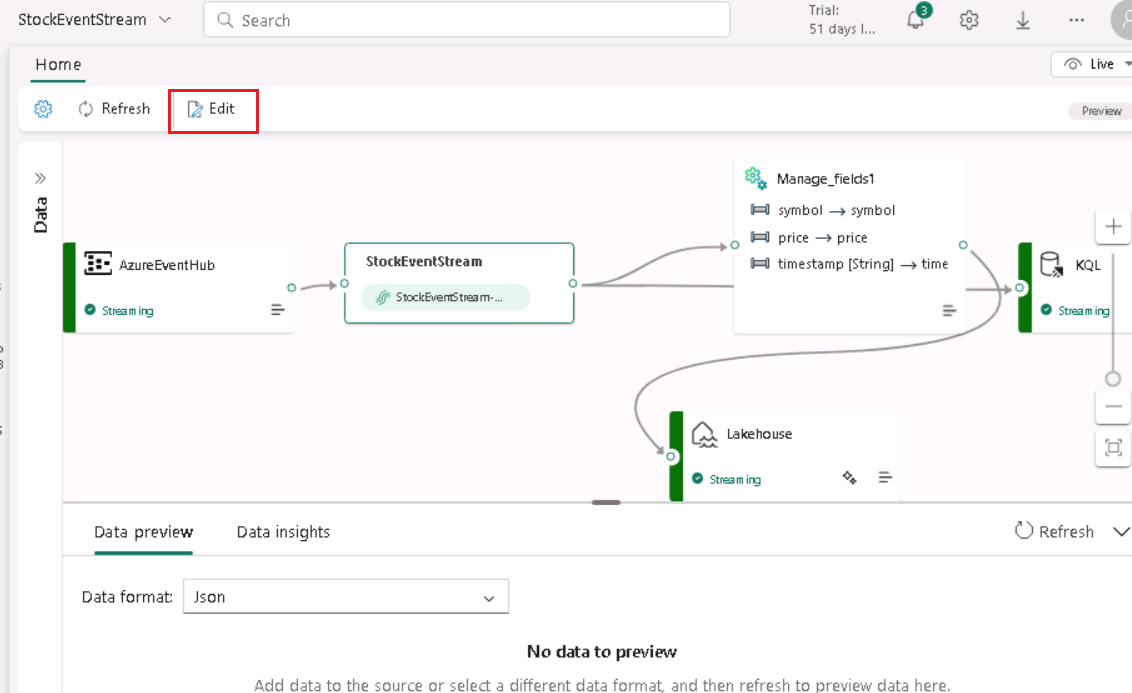 StockEventStream
Search
Trial:
51 days l...
3
Home
Live
Refresh
Edit
Preview
Data
AzureEventHub
Streaming
StockEventStream
StockEventStream-...
Manage_fields1
symbol → symbol
price → price
timestamp [String] → time
KQL
Streaming
Lakehouse
Streaming
Data preview
Data insights
Refresh
Data format:
Json
No data to preview
Add data to the source or select a different data format, and then refresh to preview data here.